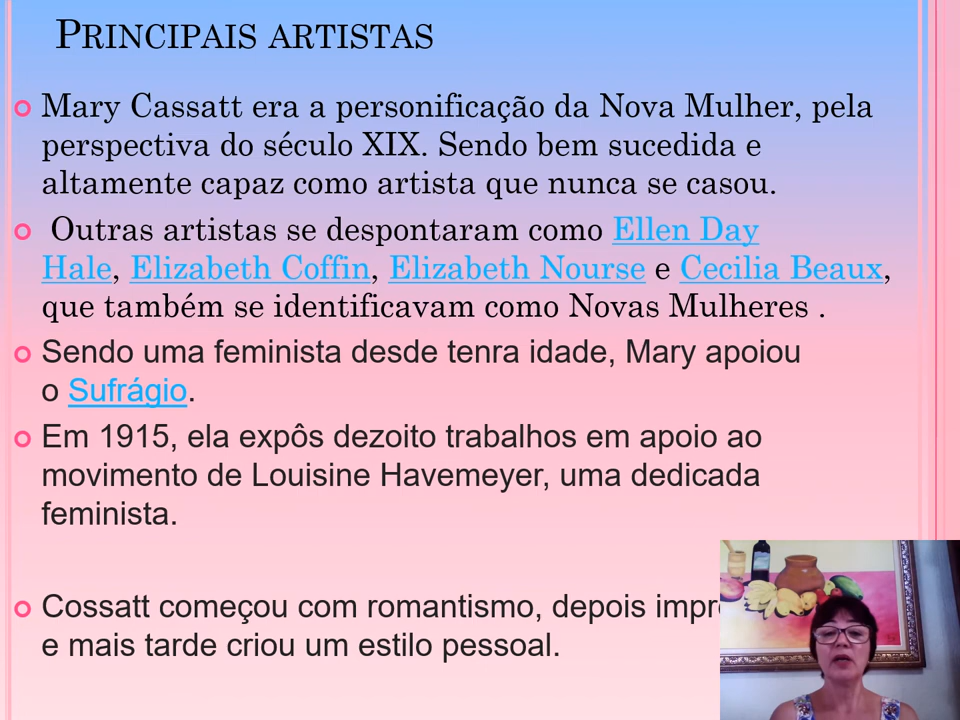 PRINCIPAIS ARTISTAS
Mary Cassatt era a personificação da Nova Mulher, pela
perspectiva do século XIX. Sendo bem sucedida e
altamente capaz como artista que nunca se casou.
Outras artistas se despontaram como Ellen Day
Hale, Elizabeth Coffin, Elizabeth Nourse e Cecilia Beaux,
que também se identificavam como Novas Mulheres .
Sendo uma feminista desde tenra idade, Mary apoiou
o Sufrágio.
Em 1915, ela expôs dezoito trabalhos em apoio ao
movimento de Louisine Havemeyer, uma dedicada
feminista.
Cossatt começou com romantismo, depois
e mais tarde criou um estilo pessoal.